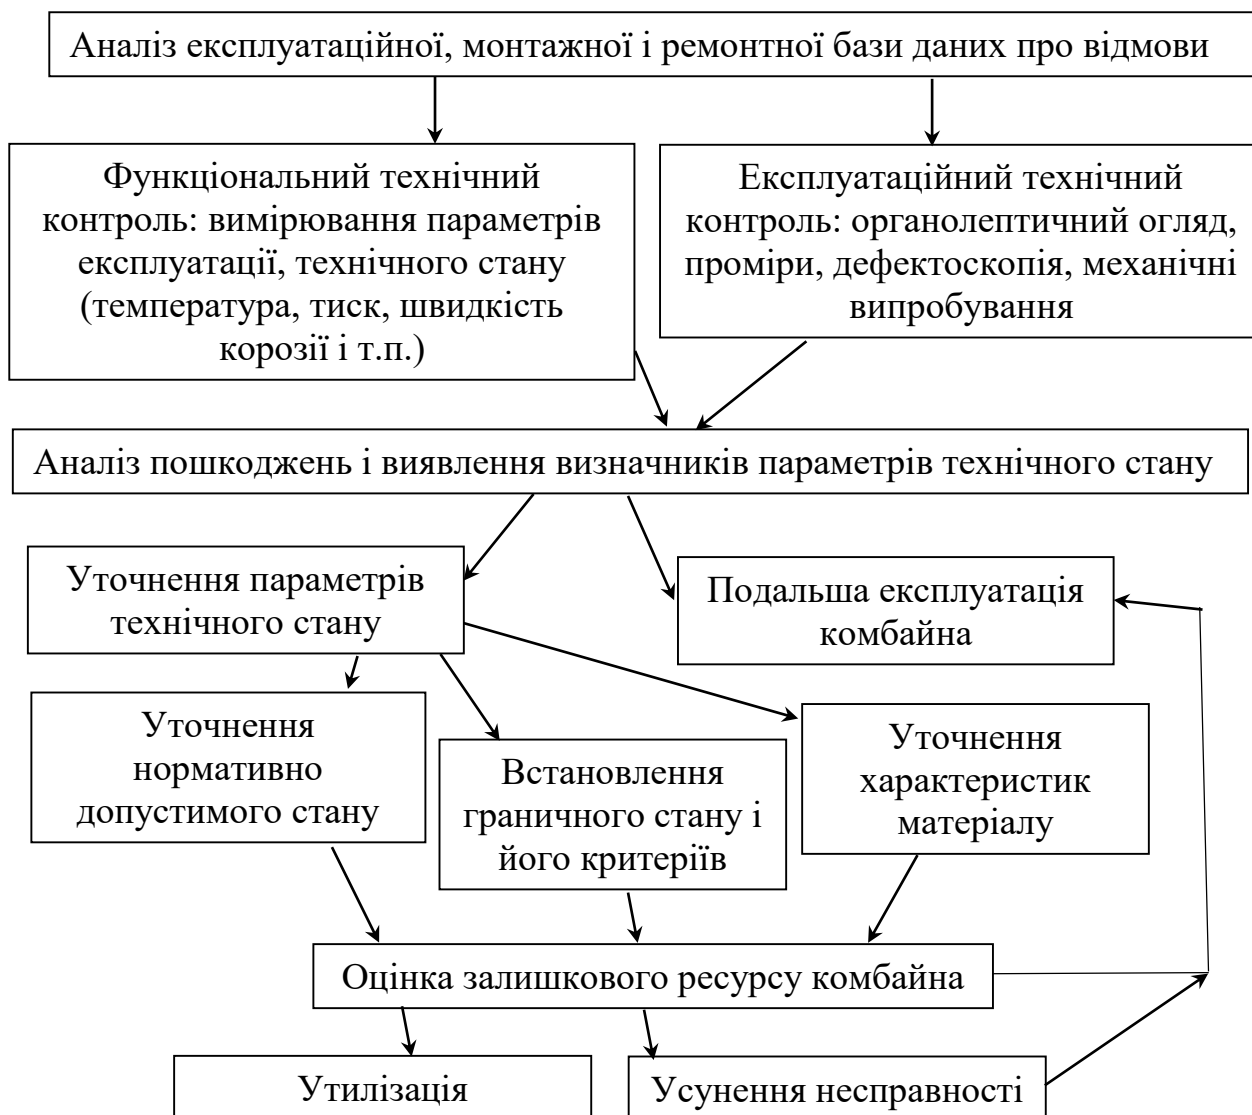 Аналіз експлуатаційної, монтажної і ремонтної бази даних про відмови
Функціональний технічний
контроль: вимірювання параметрів
експлуатації, технічного стану
(температура, тиск, швидкість
корозії і т.п.)
Експлуатаційний технічний
контроль: органолептичний огляд,
проміри, дефектоскопія, механічні
випробування
Аналіз пошкоджень і виявлення визначників параметрів технічного стану
Уточнення параметрів
технічного стану
Подальша експлуатація
комбайна
Уточнення
нормативно
допустимого стану
Встановлення
граничного стану і
його критеріїв
Уточнення
характеристик
матеріалу
Оцінка залишкового ресурсу комбайна
Утилізація
Усунення несправності